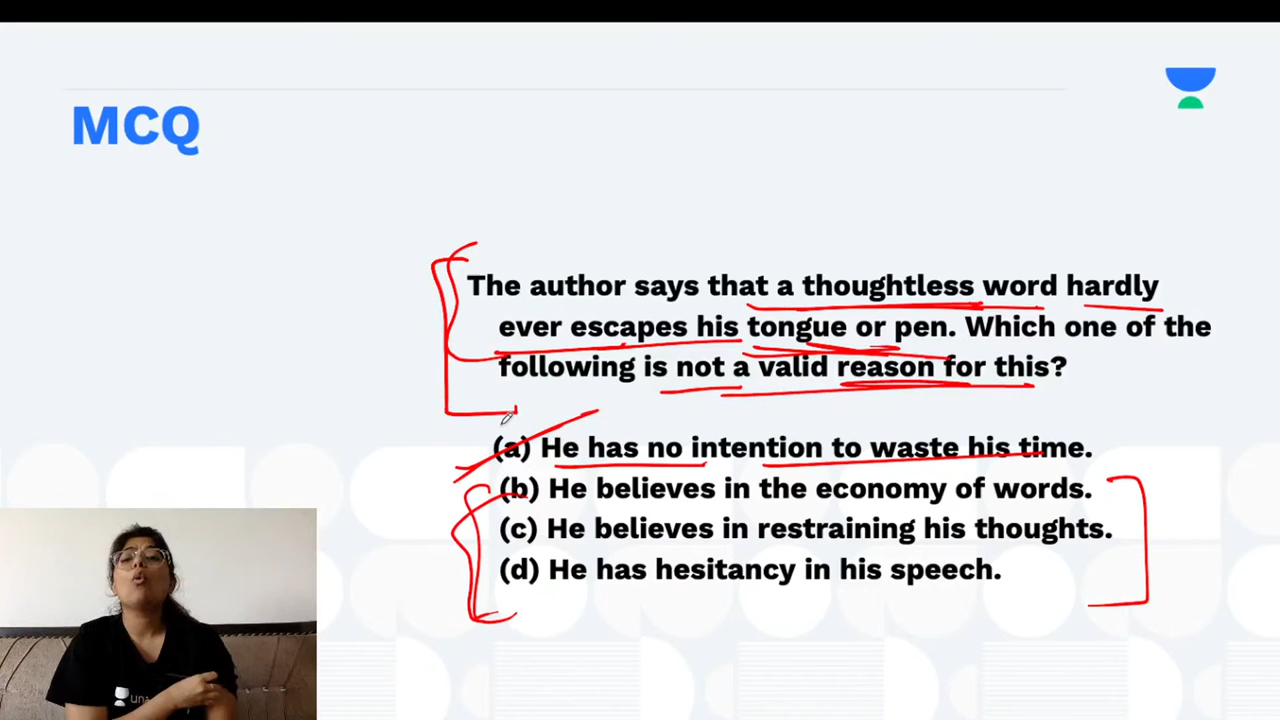 MCQ
The author says that a thoughtless word hardly
ever escapes his tongue or pen. Which one of the
following is not a valid reason for this?
(a) He has no intention to waste his time.
(b) He believes in the economy of words.
(c) He believes in restraining his thoughts.
(d) He has hesitancy in his speech.